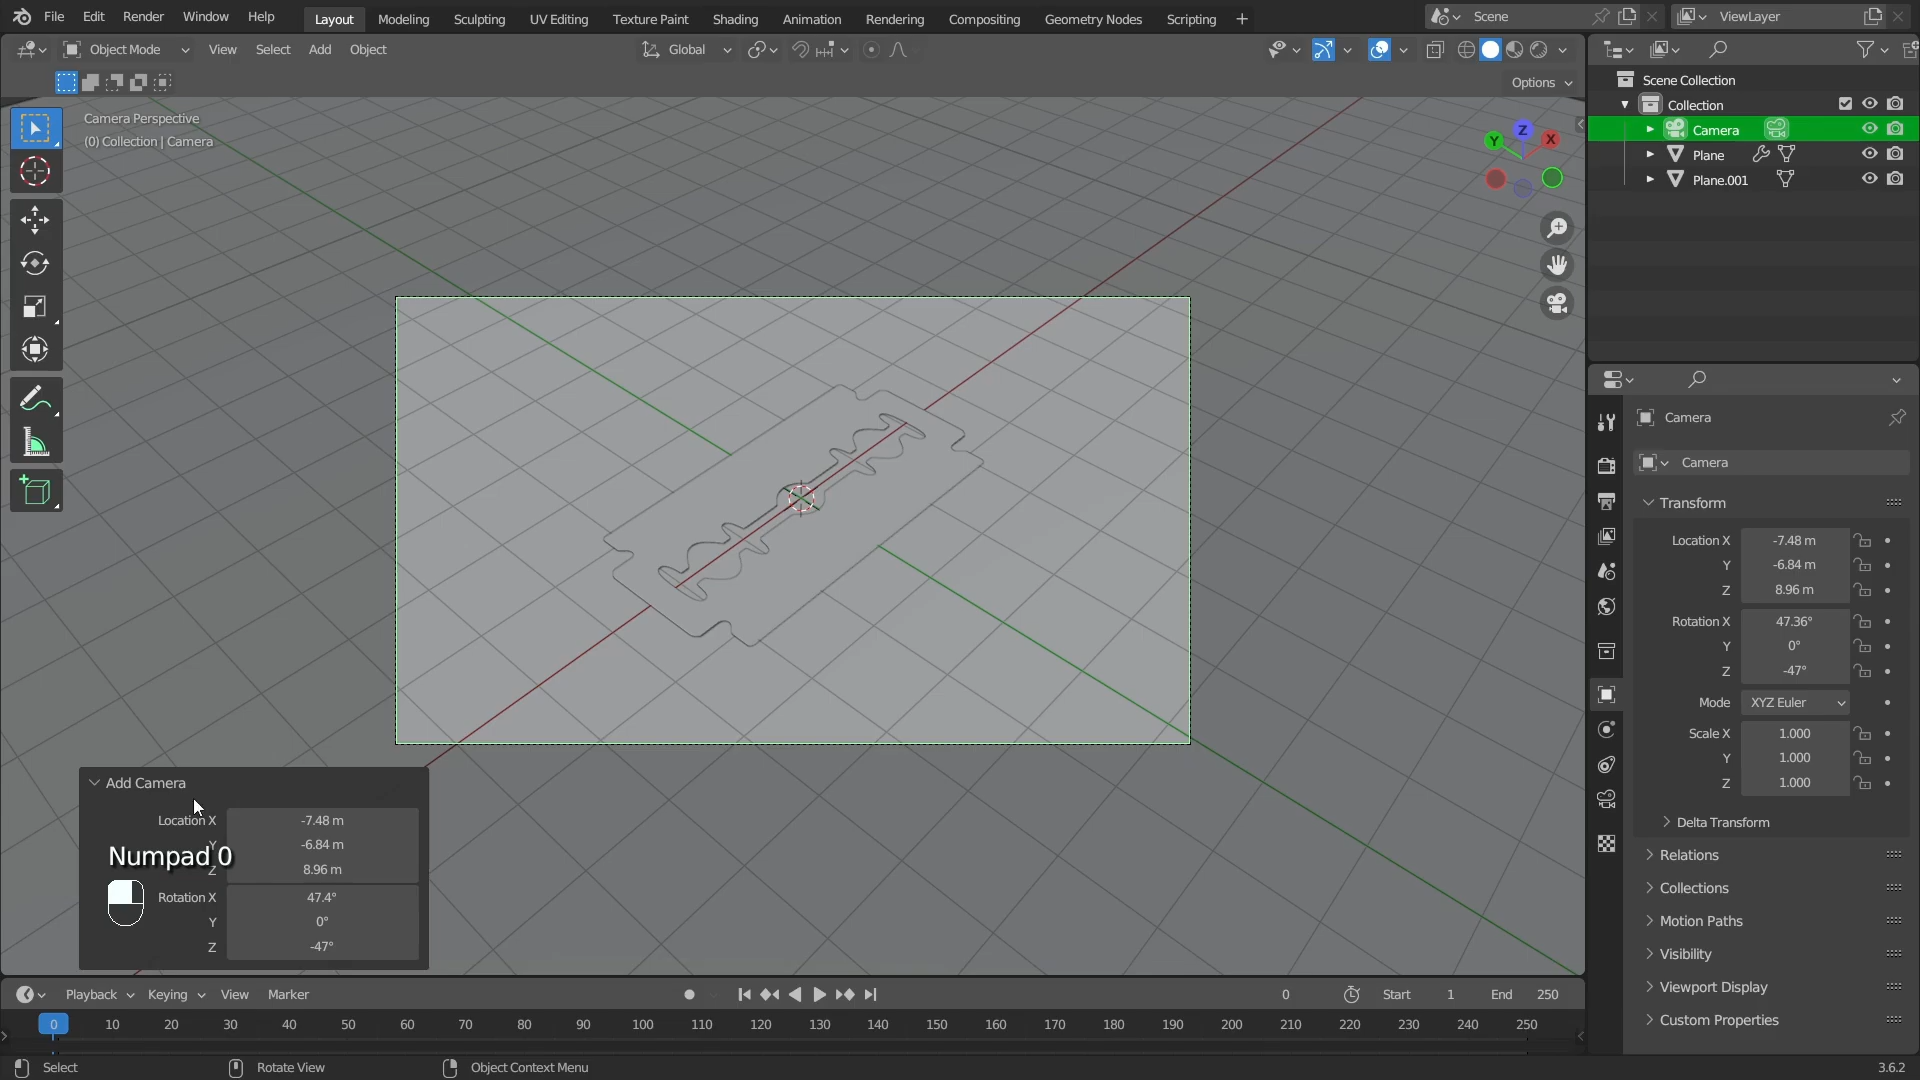 File Edit Render Window Help Layout Modeling Sculpting UV Editing Texture Paint Shading Animation Rendering Compositing Geometry Nodes Scripting + Scene ViewLayer
Object Mode View Select Add Object Global
Options
Camera Perspective
(0) Collection | Camera
Z
Y
X
Scene Collection
Collection
Camera
Plane
Plane.001
Camera
Camera
Transform
Location X -7.48 m
Y -6.84 m
Z 8.96 m
Rotation X 47.36°
Y 0°
Z -47°
Mode XYZ Euler
Scale X 1.000
Y 1.000
Z 1.000
Delta Transform
Relations
Collections
Motion Paths
Visibility
Viewport Display
Custom Properties
Add Camera
Location X -7.48 m
Y -6.84 m
Z 8.96 m
Numpad 0
Rotation X 47.4°
Y 0°
Z -47°
Playback Keying View Marker 0 Start 1 End 250
0 10 20 30 40 50 60 70 80 90 100 110 120 130 140 150 160 170 180 190 200 210 220 230 240 250
Select Rotate View Object Context Menu 3.6.2